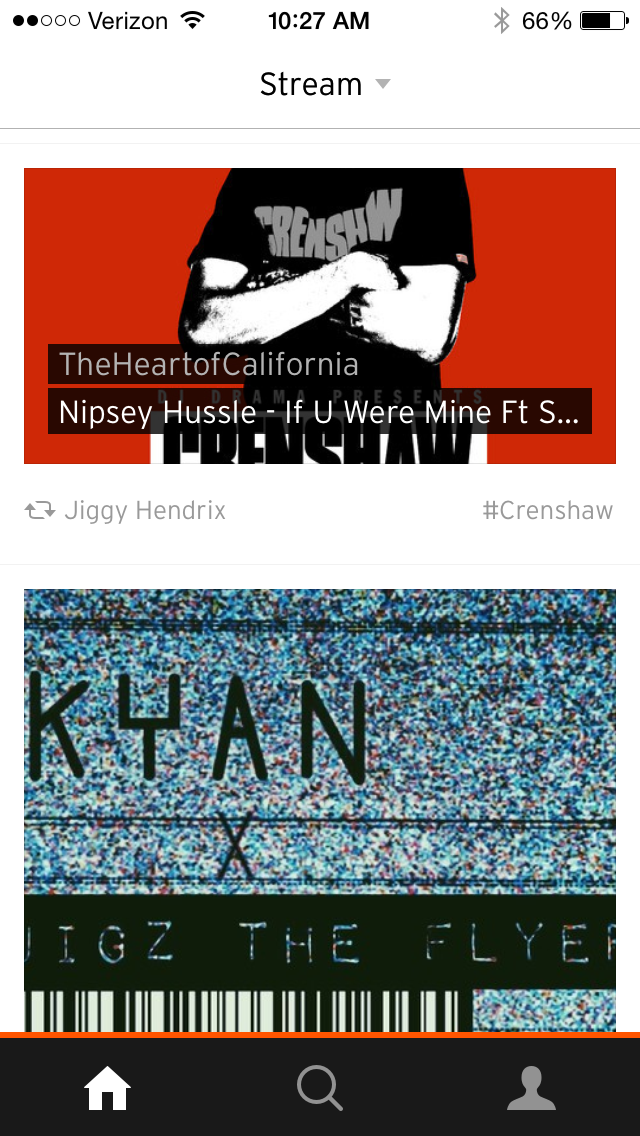 Verizon 10:27 AM 66%
Stream
CRENSHAW
TheHeartofCalifornia
DJ DRAMA PRESENTS
Nipsey Hussle - If U Were Mine Ft S...
CRENSHAW
Jiggy Hendrix #Crenshaw
KYAN
X
JIGZ THE FLYER